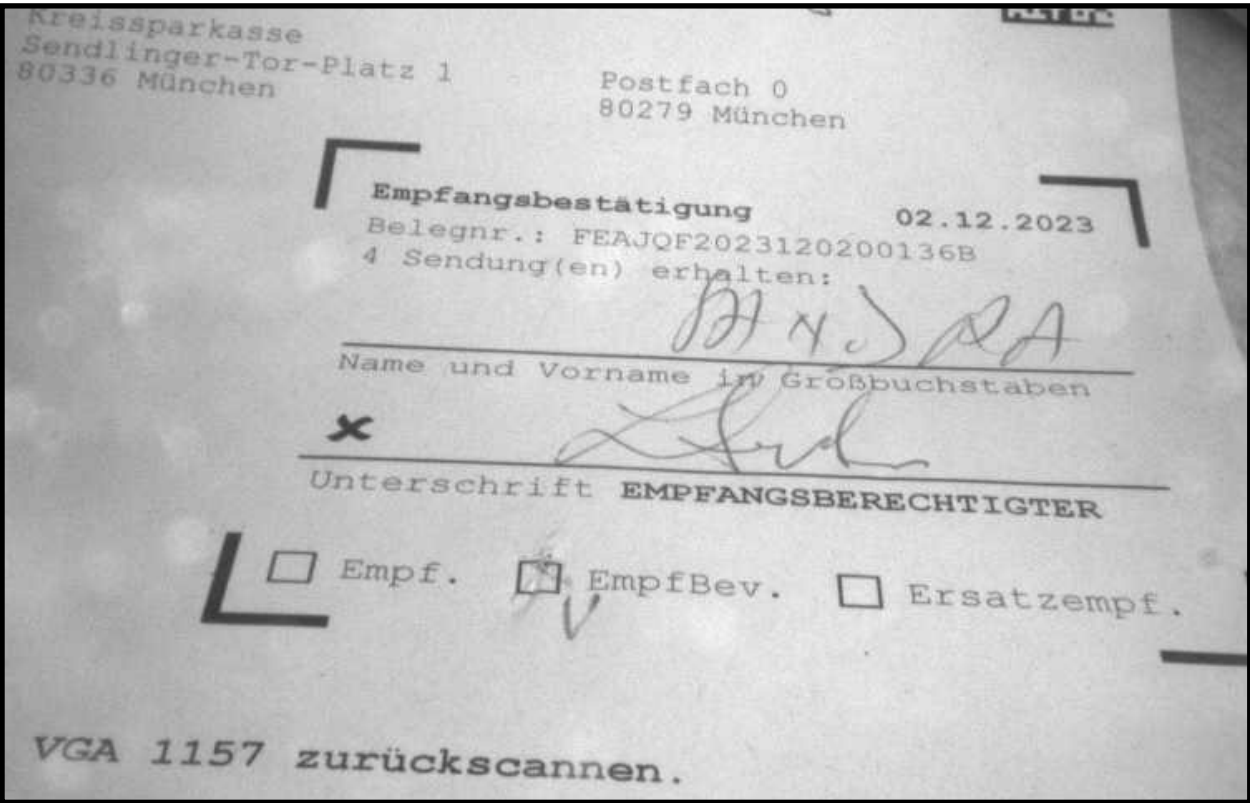 Kreissparkasse
Sendlinger-Tor-Platz 1
80336 München
Postfach 0
80279 München
Empfangsbestätigung 02.12.2023
Belegnr.: FEAJQF2023120200136B
4 Sendung(en) erhalten:
Name und Vorname in Großbuchstaben
Unterschrift EMPFANGSBERECHTIGTER
Empf. EmpfBev. Ersatzempf.
VGA 1157 zurückscannen.